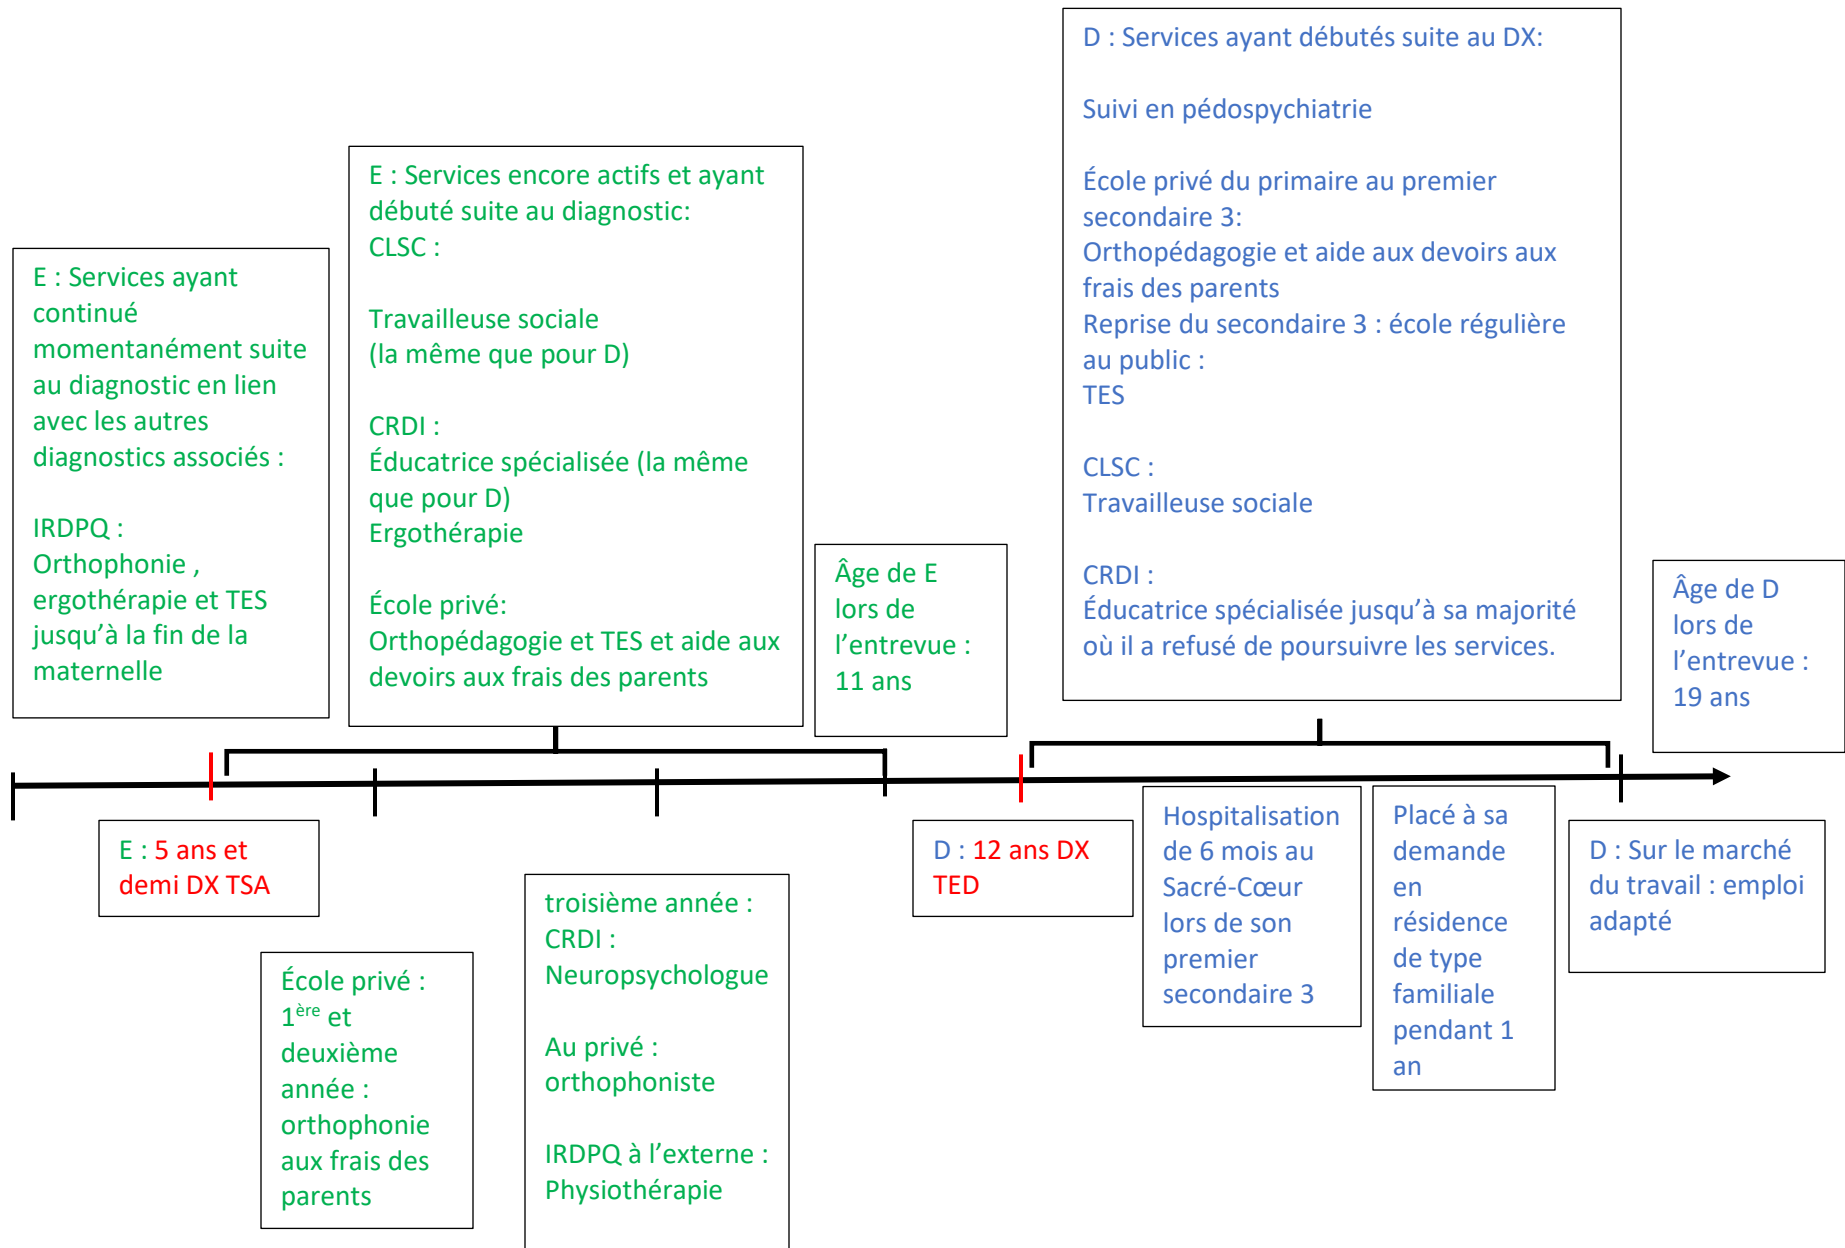 E : Services ayant
continué
momentanément suite
au diagnostic en lien
avec les autres
diagnostics associés :
IRDPQ :
Orthophonie ,
ergothérapie et TES
jusqu’à la fin de la
maternelle
E : Services encore actifs et ayant
débuté suite au diagnostic:
CLSC :
Travailleuse sociale
(la même que pour D)
CRDI :
Éducatrice spécialisée (la même
que pour D)
Ergothérapie
École privé:
Orthopédagogie et TES et aide aux
devoirs aux frais des parents
Âge de E
lors de
l’entrevue :
11 ans
D : Services ayant débutés suite au DX:
Suivi en pédospychiatrie
École privé du primaire au premier
secondaire 3:
Orthopédagogie et aide aux devoirs aux
frais des parents
Reprise du secondaire 3 : école régulière
au public :
TES
CLSC :
Travailleuse sociale
CRDI :
Éducatrice spécialisée jusqu’à sa majorité
où il a refusé de poursuivre les services.
Âge de D
lors de
l’entrevue :
19 ans
E : 5 ans et
demi DX TSA
École privé :
1ère et
deuxième
année :
orthophonie
aux frais des
parents
troisième année :
CRDI :
Neuropsychologue
Au privé :
orthophoniste
IRDPQ à l’externe :
Physiothérapie
D : 12 ans DX
TED
Hospitalisation
de 6 mois au
Sacré-Cœur
lors de son
premier
secondaire 3
Placé à sa
demande
en
résidence
de type
familiale
pendant 1
an
D : Sur le marché
du travail : emploi
adapté